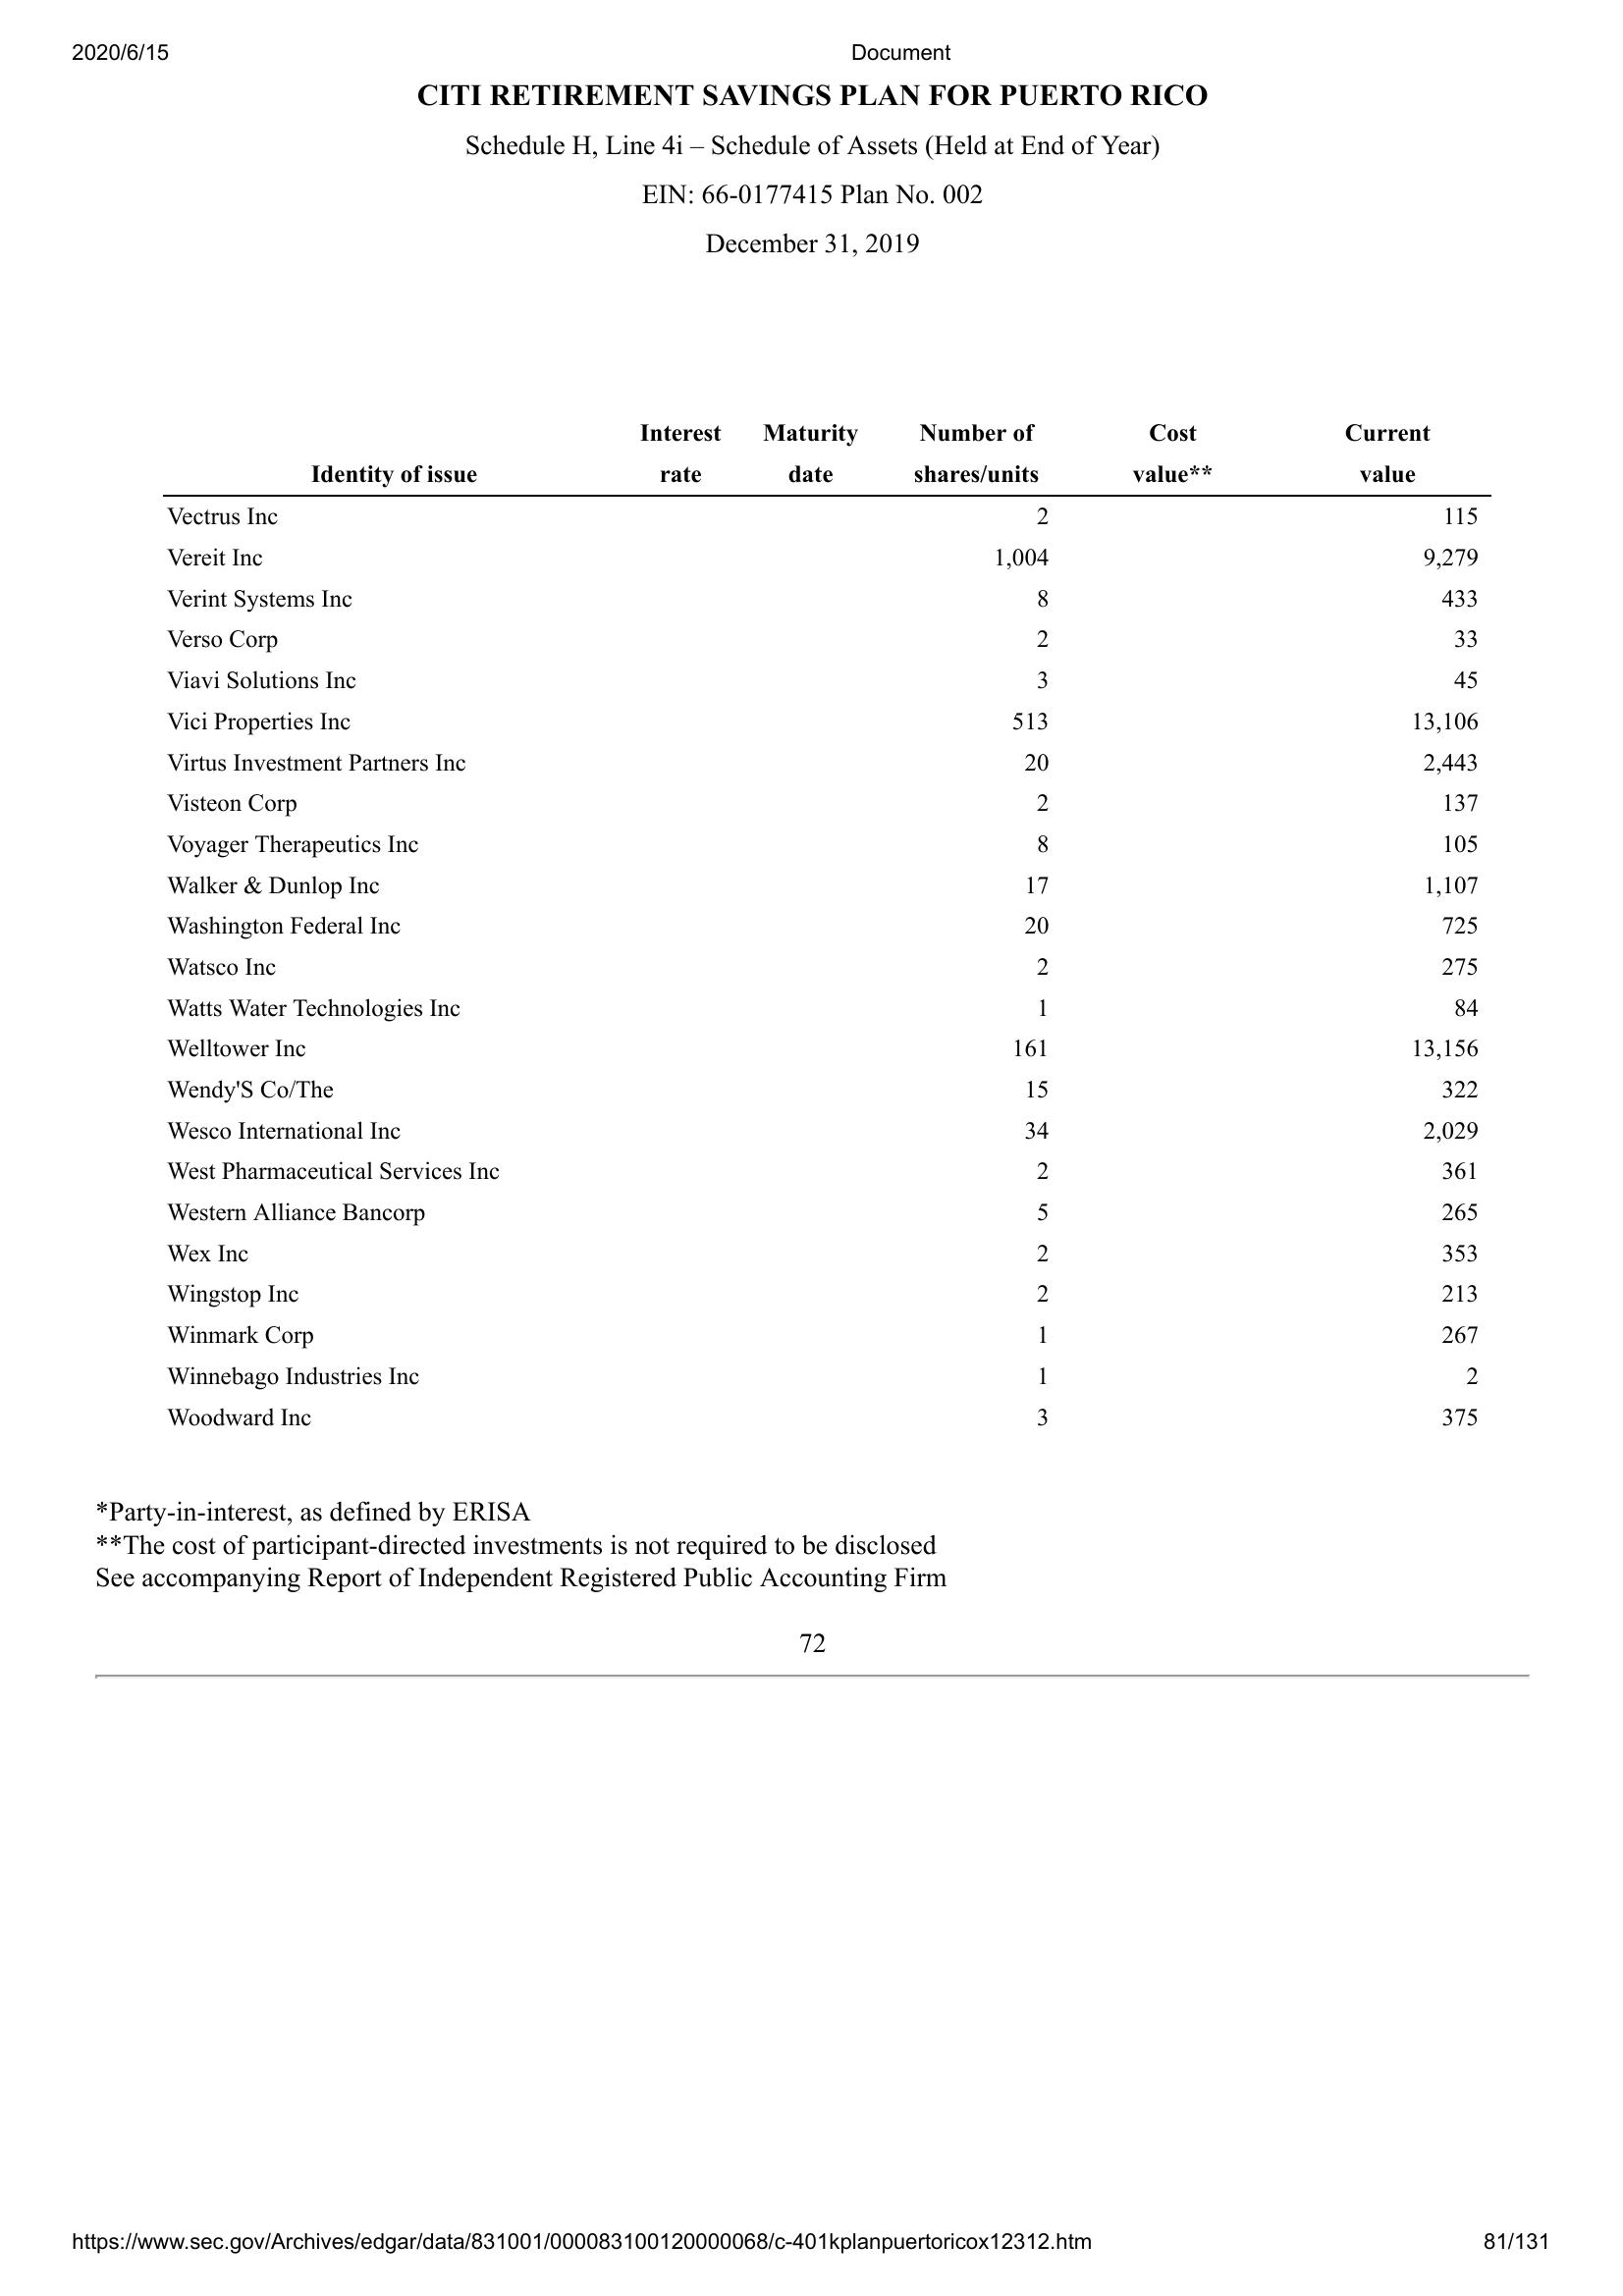 2020/6/15 Document
CITI RETIREMENT SAVINGS PLAN FOR PUERTO RICO
Schedule H, Line 4i – Schedule of Assets (Held at End of Year)
EIN: 66-0177415 Plan No. 002
December 31, 2019
Interest Maturity Number of Cost Current
Identity of issue rate date shares/units value** value
Vectrus Inc 2 115
Vereit Inc 1,004 9,279
Verint Systems Inc 8 433
Verso Corp 2 33
Viavi Solutions Inc 3 45
Vici Properties Inc 513 13,106
Virtus Investment Partners Inc 20 2,443
Visteon Corp 2 137
Voyager Therapeutics Inc 8 105
Walker & Dunlop Inc 17 1,107
Washington Federal Inc 20 725
Watsco Inc 2 275
Watts Water Technologies Inc 1 84
Welltower Inc 161 13,156
Wendy'S Co/The 15 322
Wesco International Inc 34 2,029
West Pharmaceutical Services Inc 2 361
Western Alliance Bancorp 5 265
Wex Inc 2 353
Wingstop Inc 2 213
Winmark Corp 1 267
Winnebago Industries Inc 1 2
Woodward Inc 3 375
*Party-in-interest, as defined by ERISA
**The cost of participant-directed investments is not required to be disclosed
See accompanying Report of Independent Registered Public Accounting Firm
72
https://www.sec.gov/Archives/edgar/data/831001/000083100120000068/c-401kplanpuertoricox12312.htm 81/131